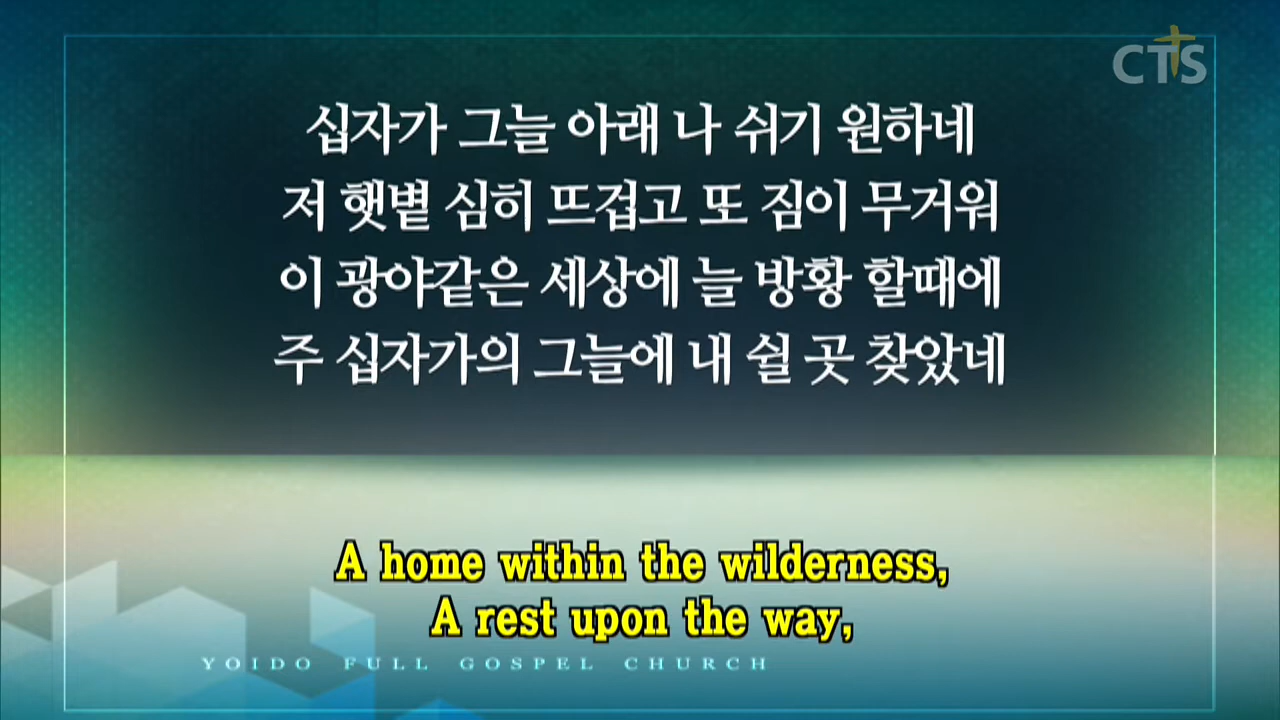 CTS
십자가 그늘 아래 나 쉬기 원하네
저 햇볕 심히 뜨겁고 또 짐이 무거워
이 광야같은 세상에 늘 방황 할때에
주 십자가의 그늘에 내 쉴 곳 찾았네
A home within the wilderness,
A rest upon the way,
YOIDO FULL GOSPEL CHURCH